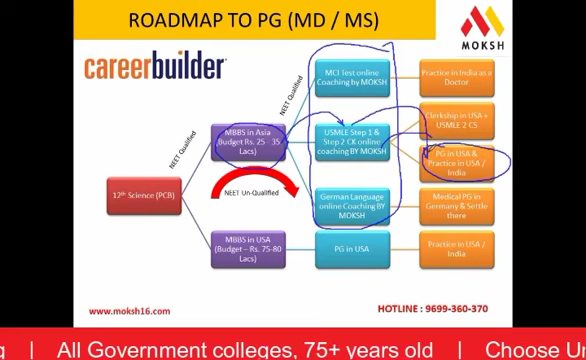 ROADMAP TO PG (MD / MS)
MOKSH
careerbuilder
NEET Qualified
NEET Qualified
NEET Un-Qualified
12th Science (PCB)
MBBS in Asia
(Budget Rs. 25 - 35
Lacs)
MBBS in USA
(Budget – Rs. 75-80
Lacs)
MCI Test online
Coaching by MOKSH
USMLE Step 1 &
Step 2 CK online
coaching BY MOKSH
German Language
online Coaching BY
MOKSH
PG in USA
Practice in India as a
Doctor
Clerkship in USA +
USMLE 2 CS
PG in USA &
Practice in USA /
India
Medical PG in
Germany & Settle
there
Practice in USA /
India
www.moksh16.com
HOTLINE : 9699-360-370
| All Government colleges, 75+ years old | Choose Un